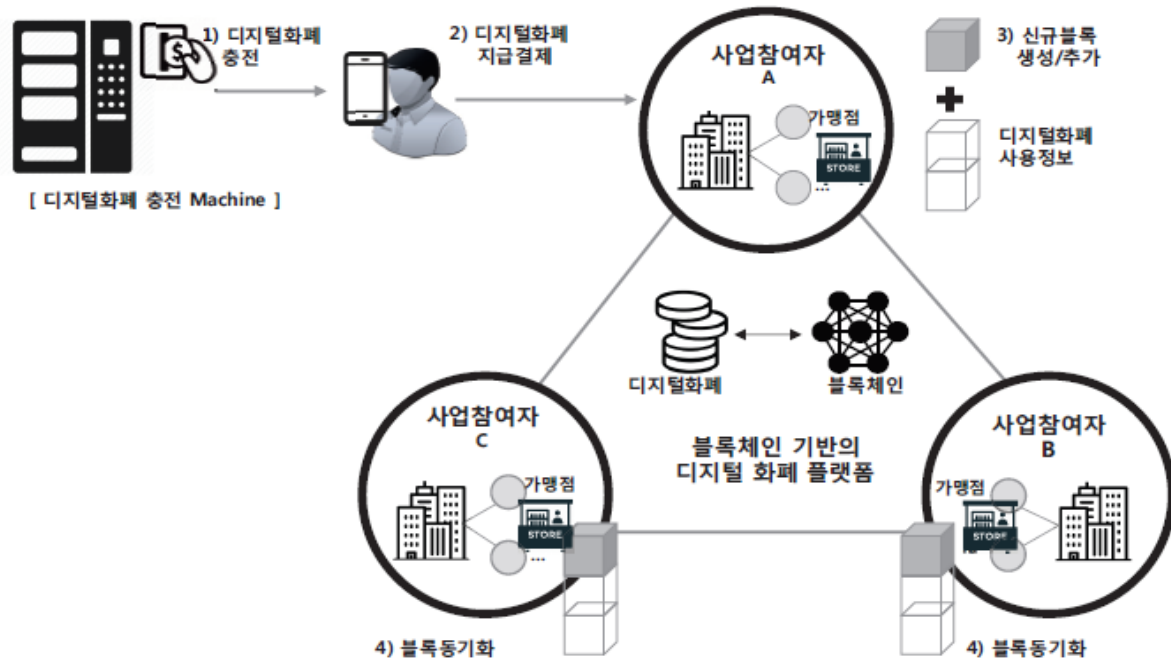 1) 디지털화폐
충전
2) 디지털화폐
지급결제
[ 디지털화폐 충전 Machine ]
사업참여자
A
가맹점
STORE
...
3) 신규블록
생성/추가
디지털화폐
사용정보
디지털화폐
블록체인
블록체인 기반의
디지털 화폐 플랫폼
사업참여자
C
가맹점
STORE
...
4) 블록동기화
사업참여자
B
가맹점
STORE
4) 블록동기화